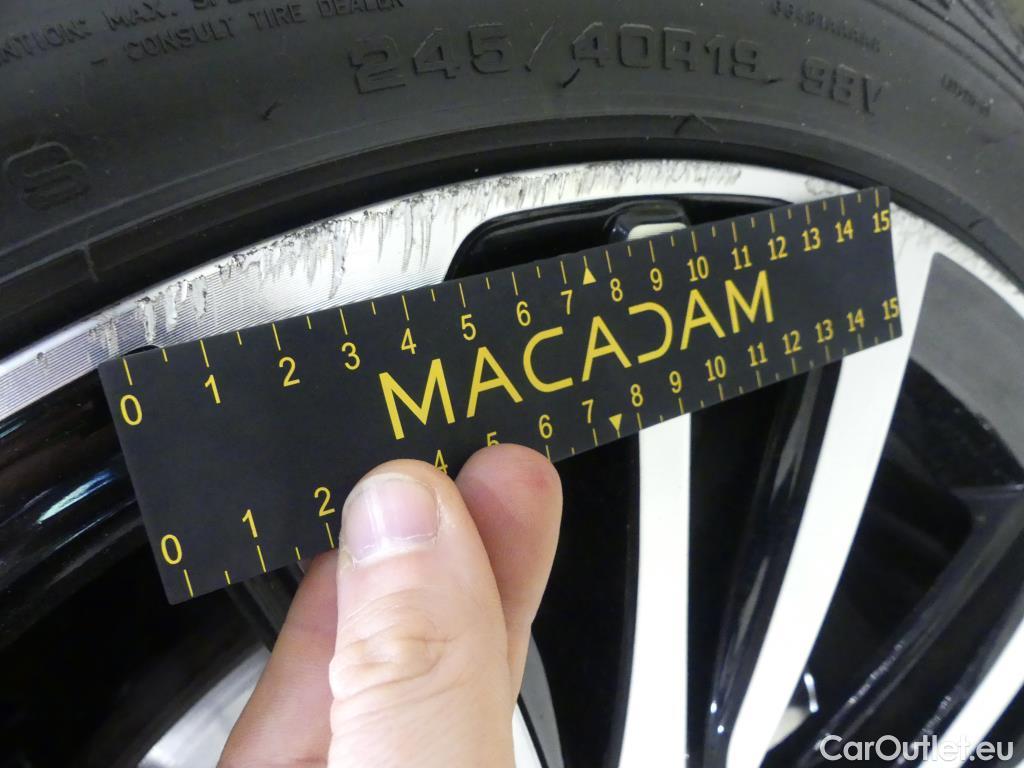 NTION: MAX.
- CONSULT TIRE DEALER
245/40R19 98V
S
0 1 2 3 4 5 6 7 8 9 10 11 12 13 14 15
MACADAM
0 1 2 4 5 6 7 8 9 10 11 12 13 14 15
CarOutlet.eu